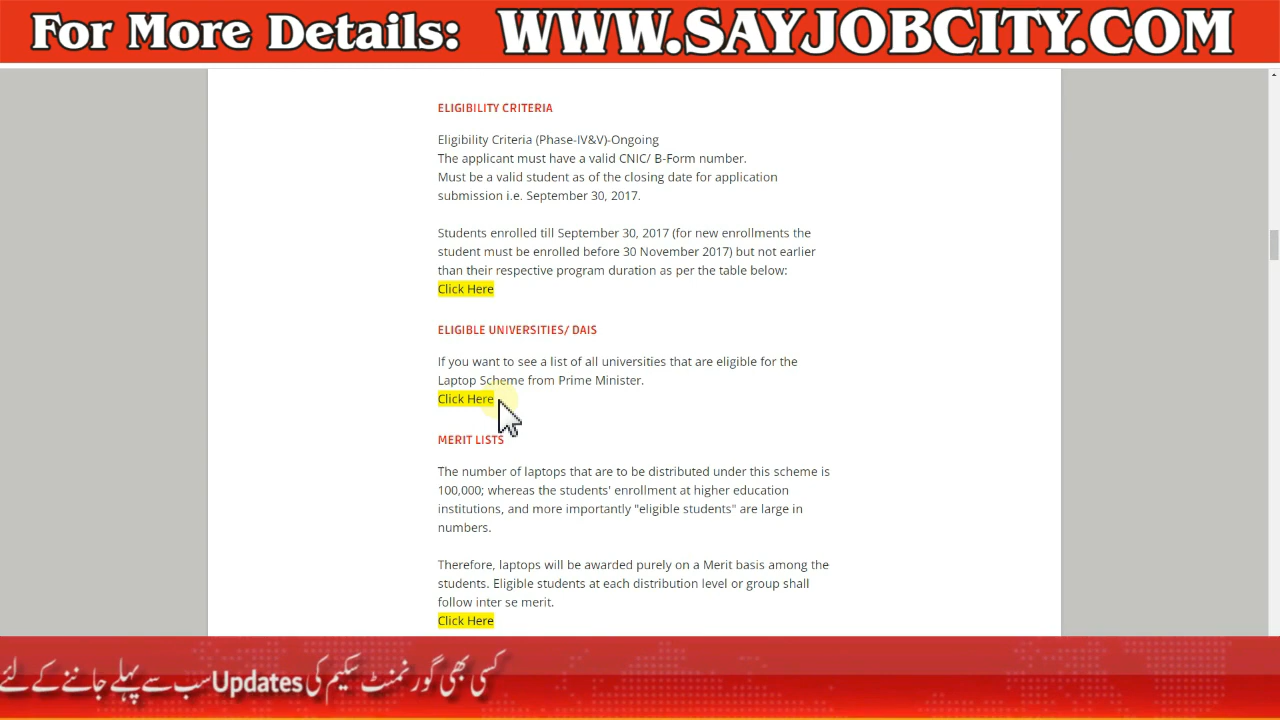 For More Details: WWW.SAYJOBCITY.COM
ELIGIBILITY CRITERIA
Eligibility Criteria (Phase-IV&V)-Ongoing
The applicant must have a valid CNIC/ B-Form number.
Must be a valid student as of the closing date for application
submission i.e. September 30, 2017.
Students enrolled till September 30, 2017 (for new enrollments the
student must be enrolled before 30 November 2017) but not earlier
than their respective program duration as per the table below:
Click Here
ELIGIBLE UNIVERSITIES/ DAIS
If you want to see a list of all universities that are eligible for the
Laptop Scheme from Prime Minister.
Click Here
MERIT LISTS
The number of laptops that are to be distributed under this scheme is
100,000; whereas the students' enrollment at higher education
institutions, and more importantly "eligible students" are large in
numbers.
Therefore, laptops will be awarded purely on a Merit basis among the
students. Eligible students at each distribution level or group shall
follow inter se merit.
Click Here
کسی بھی گورنمنٹ سکیم کی Updates سب سے پہلے جاننے کے لئے